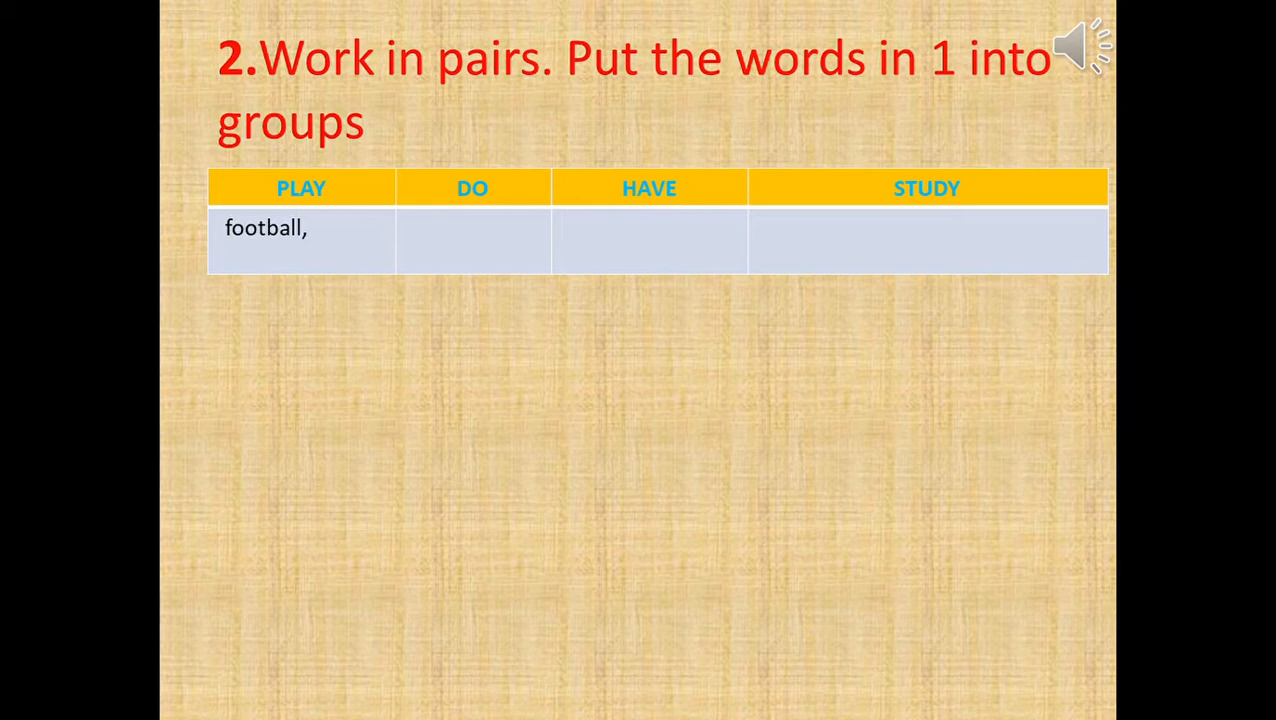 2.Work in pairs. Put the words in 1 into
groups
PLAY DO HAVE STUDY
football,